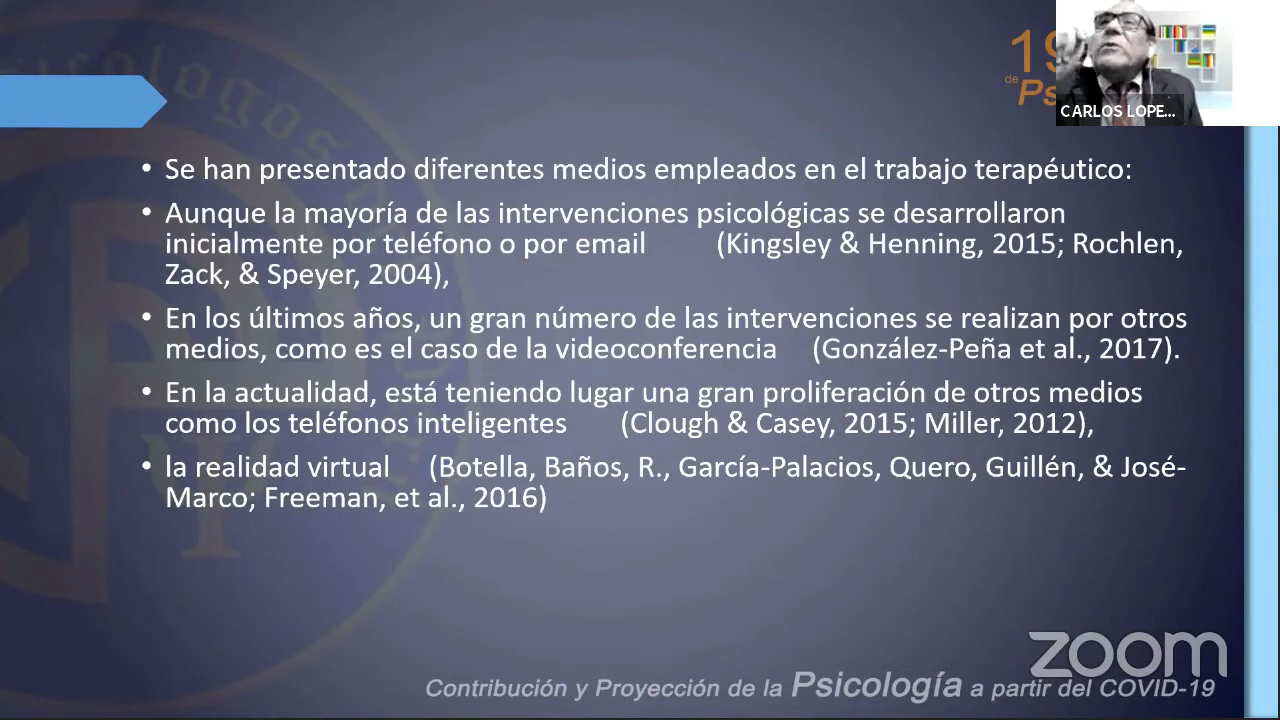 19
de
Ps
CARLOS LOPE...
sicologos
• Se han presentado diferentes medios empleados en el trabajo terapéutico:
• Aunque la mayoría de las intervenciones psicológicas se desarrollaron
inicialmente por teléfono o por email (Kingsley & Henning, 2015; Rochlen,
Zack, & Speyer, 2004),
• En los últimos años, un gran número de las intervenciones se realizan por otros
medios, como es el caso de la videoconferencia (González-Peña et al., 2017).
• En la actualidad, está teniendo lugar una gran proliferación de otros medios
como los teléfonos inteligentes (Clough & Casey, 2015; Miller, 2012),
• la realidad virtual (Botella, Baños, R., García-Palacios, Quero, Guillén, & José-
Marco; Freeman, et al., 2016)
zoom
Contribución y Proyección de la Psicología a partir del COVID-19